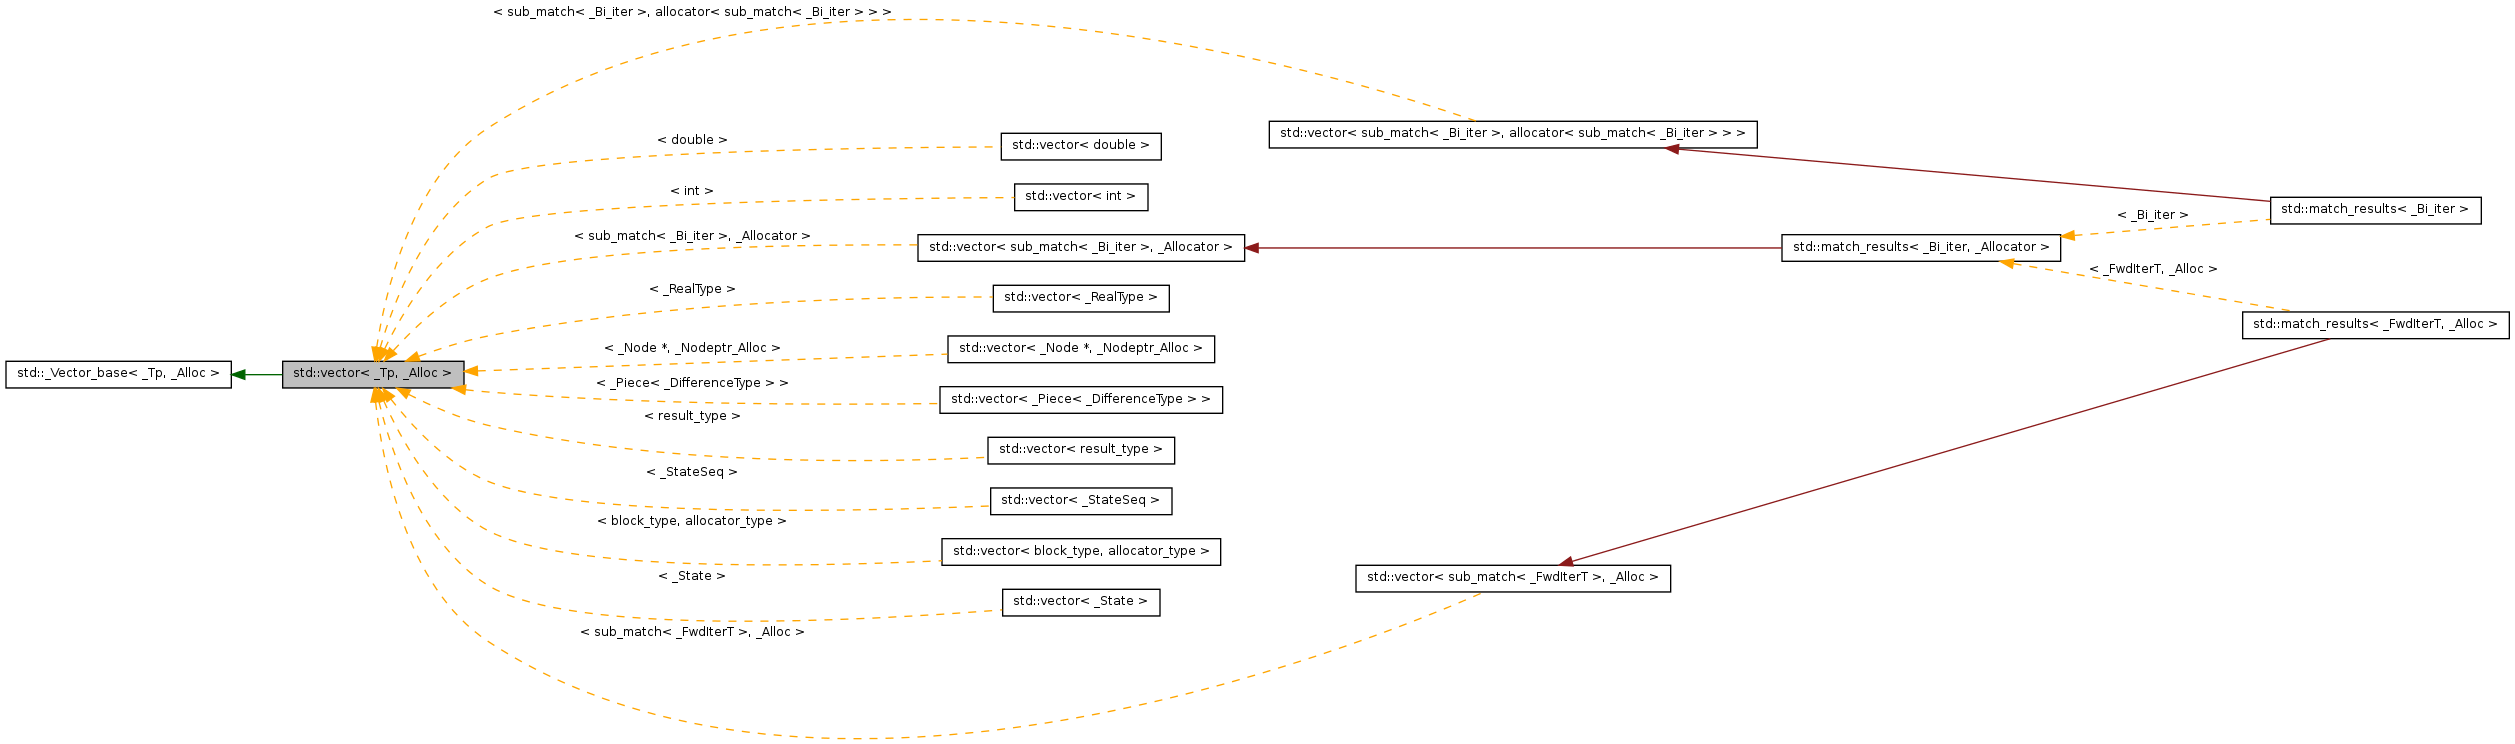 < sub_match< _Bi_iter >, allocator< sub_match< _Bi_iter > > >
std::vector< sub_match< _Bi_iter >, allocator< sub_match< _Bi_iter > > >
< double >
std::vector< double >
< int >
std::vector< int >
std::match_results< _Bi_iter >
< _Bi_iter >
< sub_match< _Bi_iter >, _Allocator >
std::vector< sub_match< _Bi_iter >, _Allocator >
std::match_results< _Bi_iter, _Allocator >
< _FwdIterT, _Alloc >
< _RealType >
std::vector< _RealType >
std::match_results< _FwdIterT, _Alloc >
< _Node *, _Nodeptr_Alloc >
std::vector< _Node *, _Nodeptr_Alloc >
std::_Vector_base< _Tp, _Alloc >
std::vector< _Tp, _Alloc >
< _Piece< _DifferenceType > >
std::vector< _Piece< _DifferenceType > >
< result_type >
std::vector< result_type >
< _StateSeq >
std::vector< _StateSeq >
< block_type, allocator_type >
std::vector< block_type, allocator_type >
< _State >
std::vector< sub_match< _FwdIterT >, _Alloc >
std::vector< _State >
< sub_match< _FwdIterT >, _Alloc >